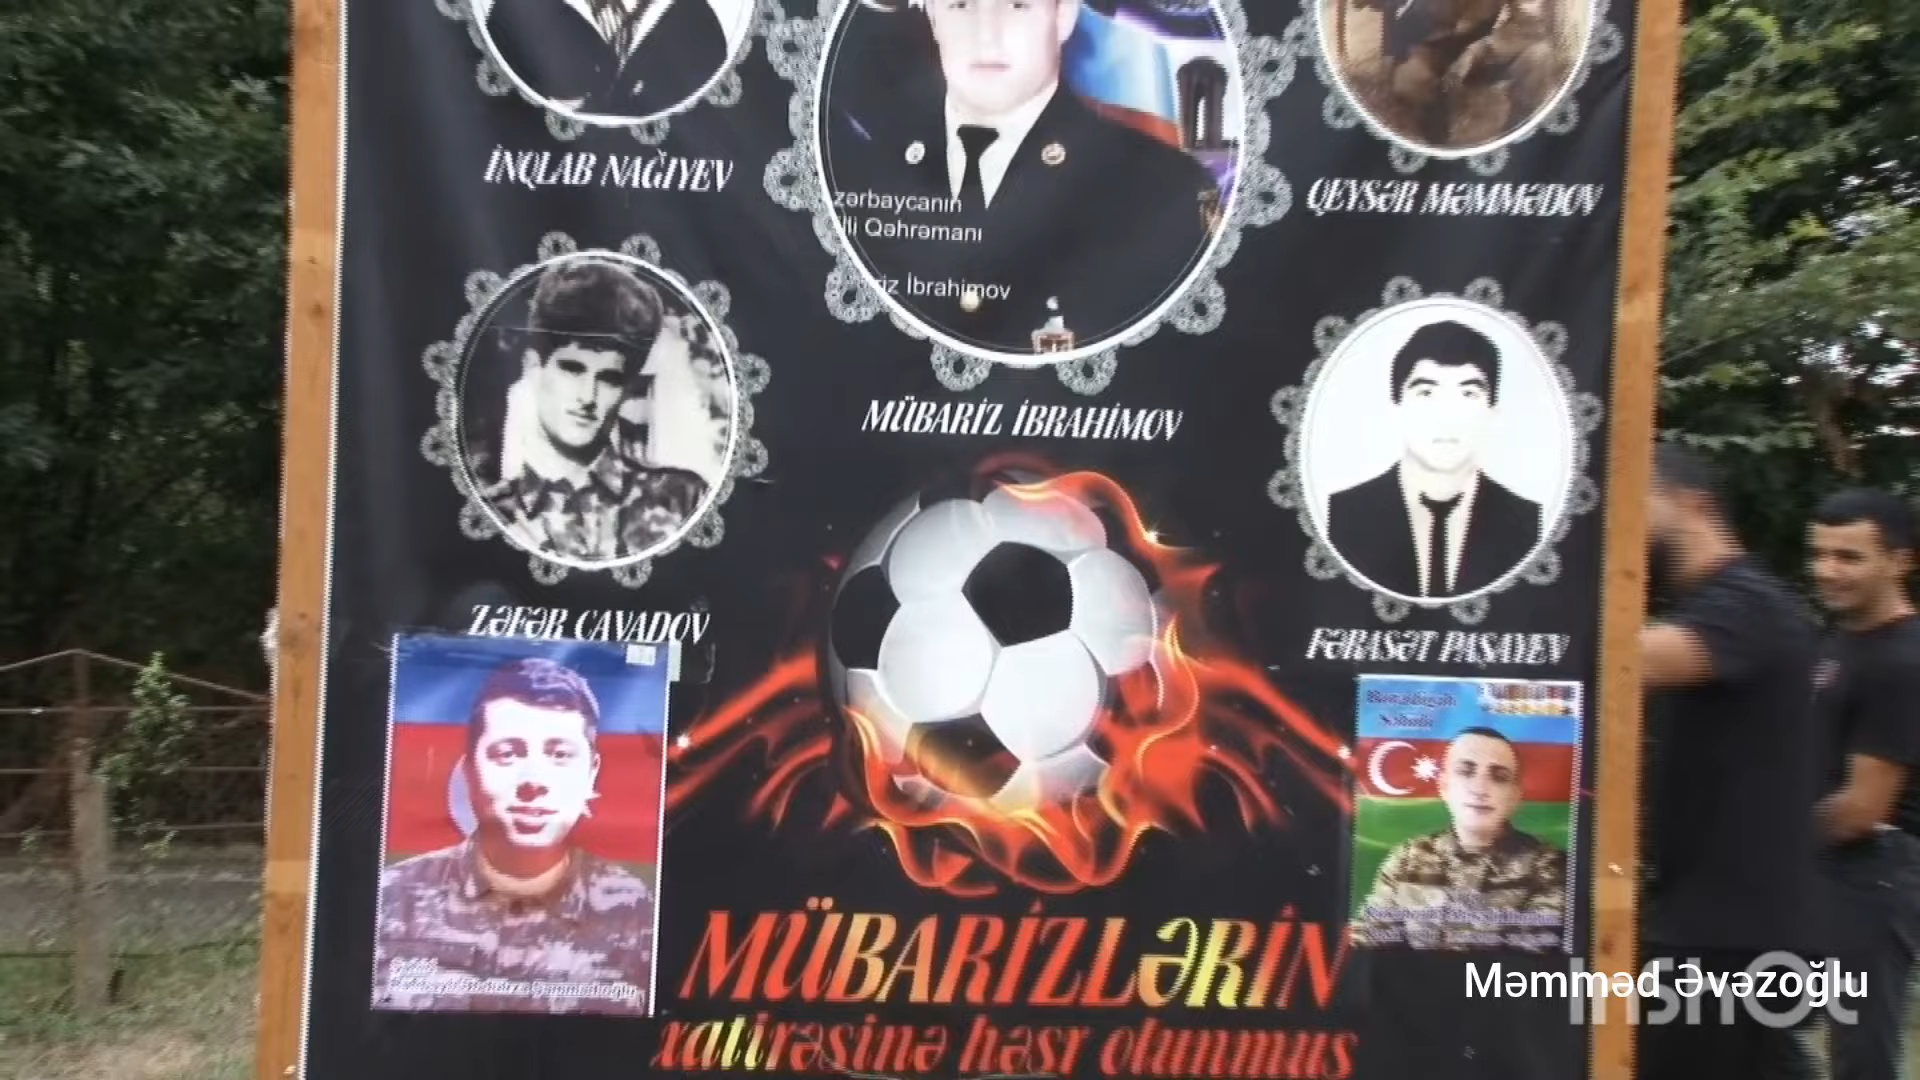 İNQLAB NAĞIYEV
QEYSƏR MƏMMƏDOV
zərbaycanın
lli Qəhrəmanı
riz İbrahimov
MÜBARİZ İBRAHİMOV
ZƏFƏR CAVADOV
FƏRASƏT PAŞAYEV
MÜBARİZLƏRİN
xatirəsinə həsr olunmuş
Məmməd Əvəzoğlu
InShOt